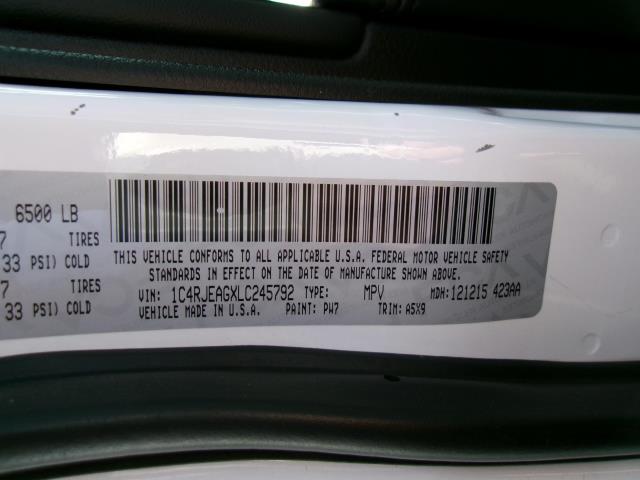 6500 LB
7 TIRES
33 PSI) COLD
7 TIRES
33 PSI) COLD
THIS VEHICLE CONFORMS TO ALL APPLICABLE U.S.A. FEDERAL MOTOR VEHICLE SAFETY
STANDARDS IN EFFECT ON THE DATE OF MANUFACTURE SHOWN ABOVE.
VIN: 1C4RJEAGXLC245792 TYPE: MPV MDH: 121215 423AA
VEHICLE MADE IN U.S.A. PAINT: PW7 TRIM: A5X9